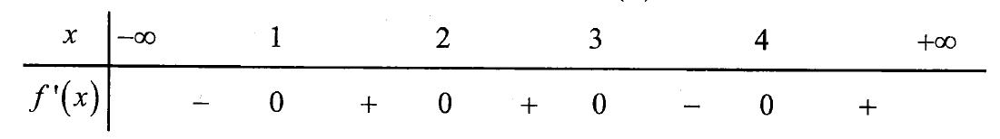 x −∞ 1 2 3 4 +∞
f'(x) − 0 + 0 + 0 − 0 +